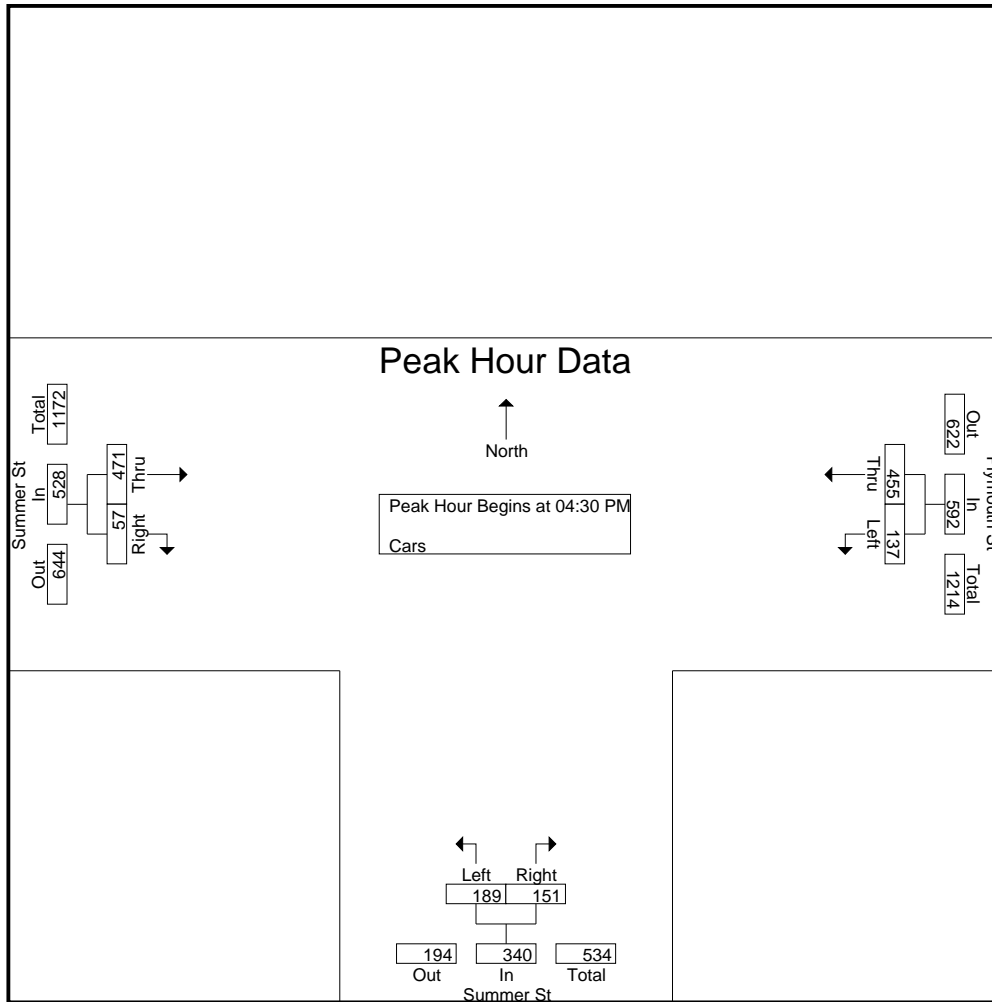 Peak Hour Data
North
Peak Hour Begins at 04:30 PM
Cars
Summer St
Total
1172
In
528
Out
644
471
Thru
57
Right
Out
622
In
592
Total
1214
Plymouth St
455
Thru
137
Left
Left
Right
189
151
194
340
534
Out
In
Total
Summer St